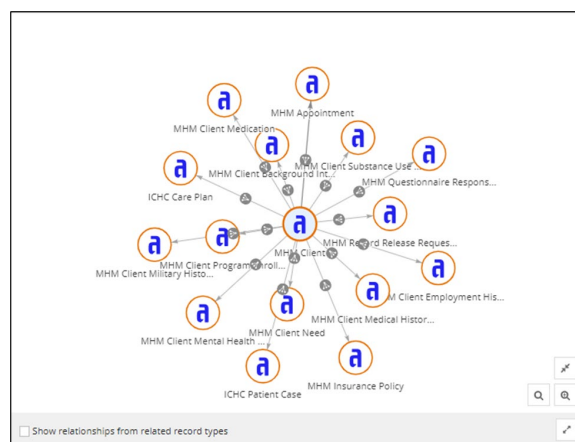 MHM Appointment
MHM Client Medication
MHM Client Substance Use ...
MHM Client Background Int...
MHM Questionnaire Respons...
ICHC Care Plan
MHM Record Release Reques...
MHM Client
MHM Client Program Enroll...
MHM Client Military Histo...
M Client Employment His...
MHM Client Medical Histor...
MHM Client Need
MHM Client Mental Health ...
MHM Insurance Policy
ICHC Patient Case
Show relationships from related record types